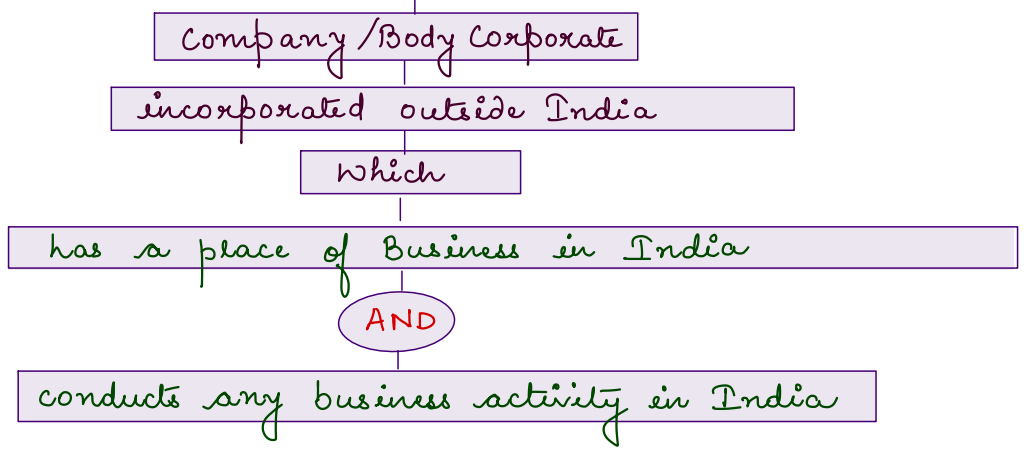 Company/Body Corporate
incorporated outside India
Which
has a place of Business in India
AND
conducts any business activity in India